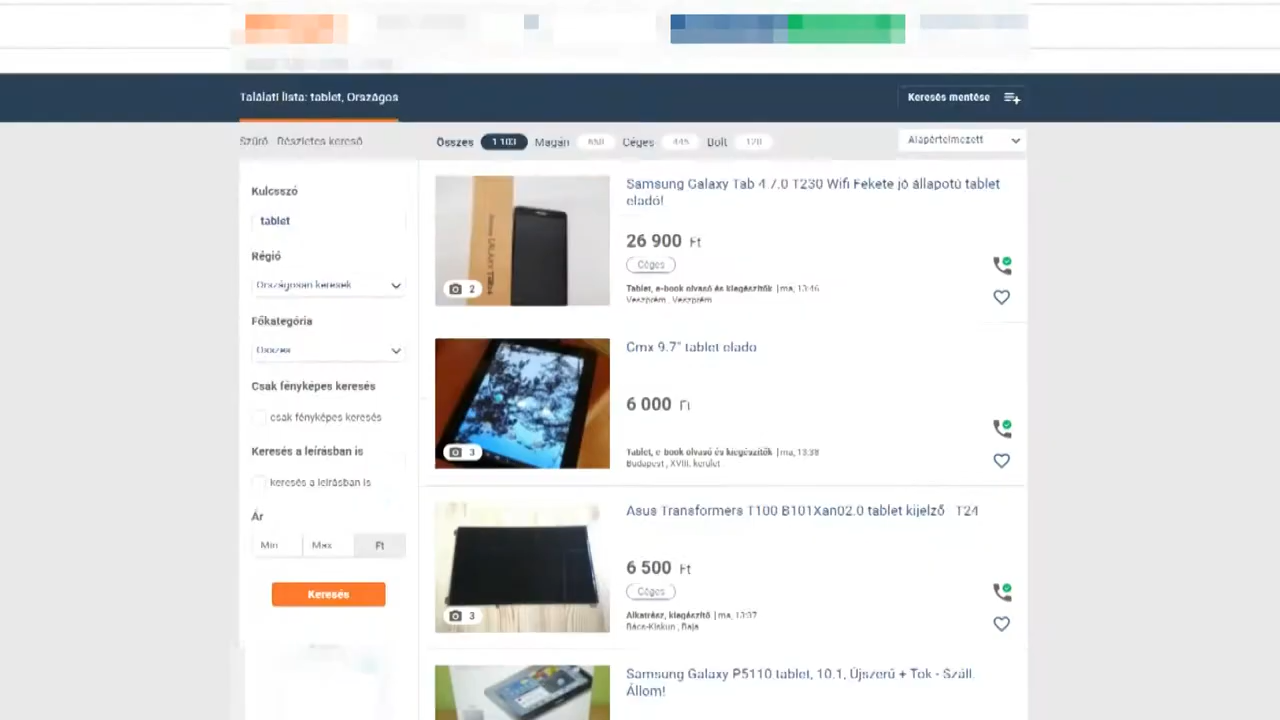 Találati lista: tablet, Országos
Keresés mentése
Szűrő Részletes kereső
Összes 1 103 Magán 650 Céges 445 Bolt
Alapértelmezett
Kulcsszó
tablet
Régió
Országosan keresek
Főkategória
Összes
Csak fényképes keresés
csak fényképes keresés
Keresés a leírásban is
keresés a leírásban is
Ár
Min Max Ft
Keresés
Samsung Galaxy Tab 4 7.0 T230 Wifi Fekete jó állapotú tablet
eladó!
26 900 Ft
Céges
Tablet, e-book olvasó és kiegészítők | ma, 13:46
Veszprém, Veszprém
2
Cmx 9.7" tablet elado
6 000 Ft
Tablet, e-book olvasó és kiegészítők | ma, 13:38
Budapest, XVIII. kerület
3
Asus Transformers T100 B101Xan02.0 tablet kijelző T24
6 500 Ft
Céges
Alkatrész, kiegészítő | ma, 13:37
Bács-Kiskun, Baja
3
Samsung Galaxy P5110 tablet, 10.1, Újszerű + Tok - Száll.
Állom!